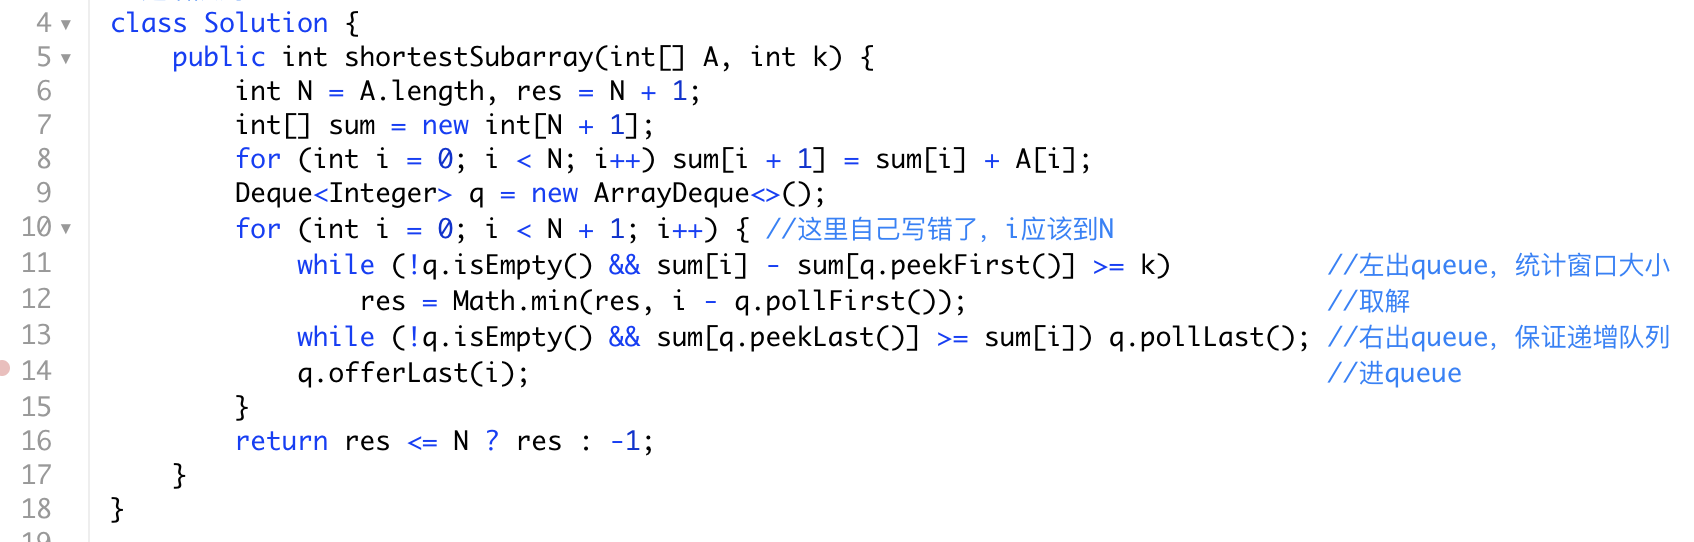 4 class Solution {
5 public int shortestSubarray(int[] A, int k) {
6 int N = A.length, res = N + 1;
7 int[] sum = new int[N + 1];
8 for (int i = 0; i < N; i++) sum[i + 1] = sum[i] + A[i];
9 Deque<Integer> q = new ArrayDeque<>();
10 for (int i = 0; i < N + 1; i++) { //这里自己写错了，i应该到N
11 while (!q.isEmpty() && sum[i] - sum[q.peekFirst()] >= k) //左出queue，统计窗口大小
12 res = Math.min(res, i - q.pollFirst()); //取解
13 while (!q.isEmpty() && sum[q.peekLast()] >= sum[i]) q.pollLast(); //右出queue，保证递增队列
14 q.offerLast(i); //进queue
15 }
16 return res <= N ? res : -1;
17 }
18 }
19